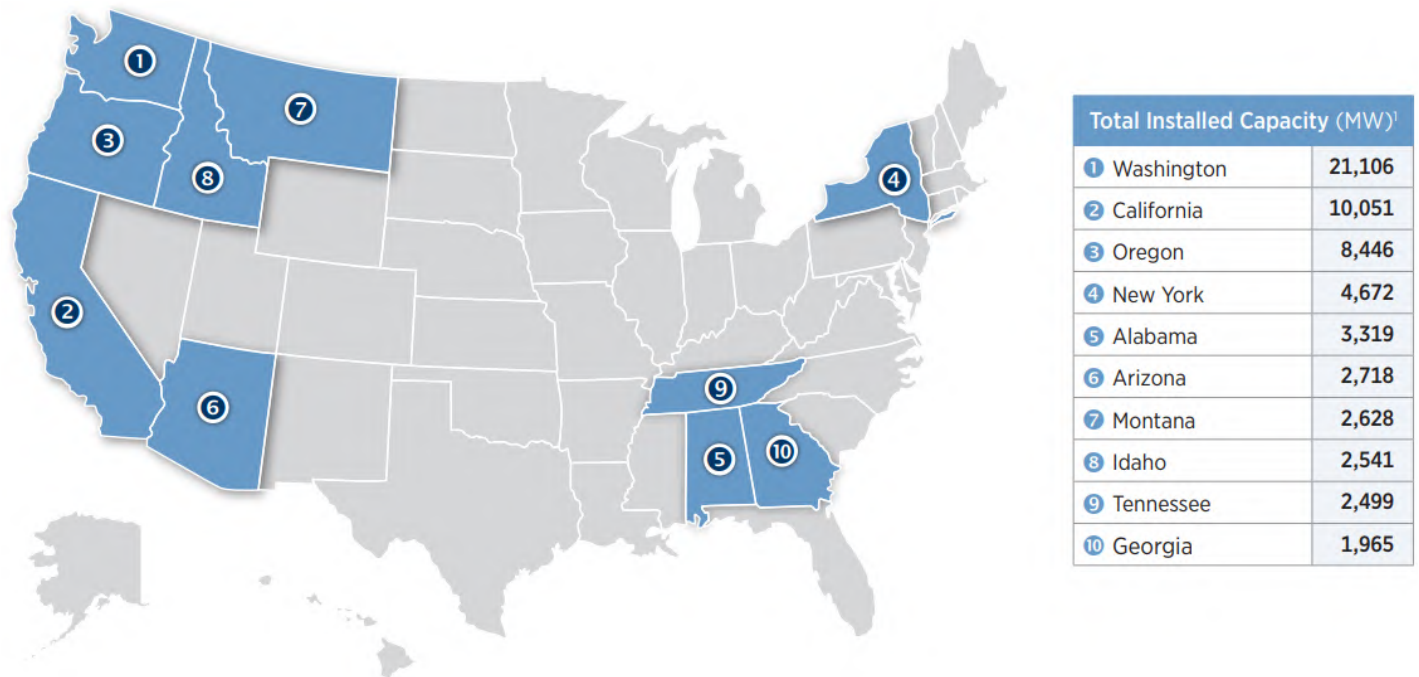 1
7
3
8
4
2
9
6
5
10
Total Installed Capacity (MW)¹
1 Washington 21,106
2 California 10,051
3 Oregon 8,446
4 New York 4,672
5 Alabama 3,319
6 Arizona 2,718
7 Montana 2,628
8 Idaho 2,541
9 Tennessee 2,499
10 Georgia 1,965